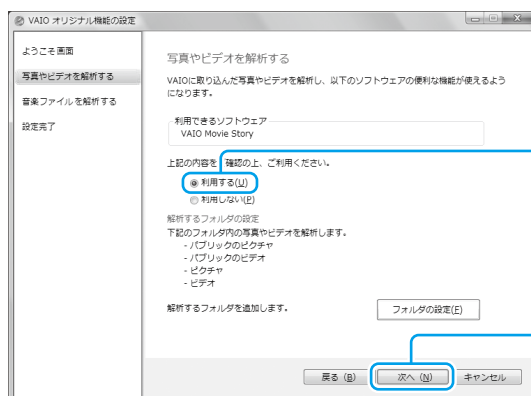 VAIO オリジナル機能の設定
ようこそ画面
写真やビデオを解析する
音楽ファイルを解析する
設定完了
写真やビデオを解析する
VAIOに取り込んだ写真やビデオを解析し、以下のソフトウェアの便利な機能が使えるよう
になります。
利用できるソフトウェア
VAIO Movie Story
上記の内容を確認の上、ご利用ください。
利用する(U)
利用しない(P)
解析するフォルダの設定
下記のフォルダ内の写真やビデオを解析します。
- パブリックのピクチャ
- パブリックのビデオ
- ピクチャ
- ビデオ
解析するフォルダを追加します。
フォルダの設定(F)
戻る (B)
次へ (N)
キャンセル